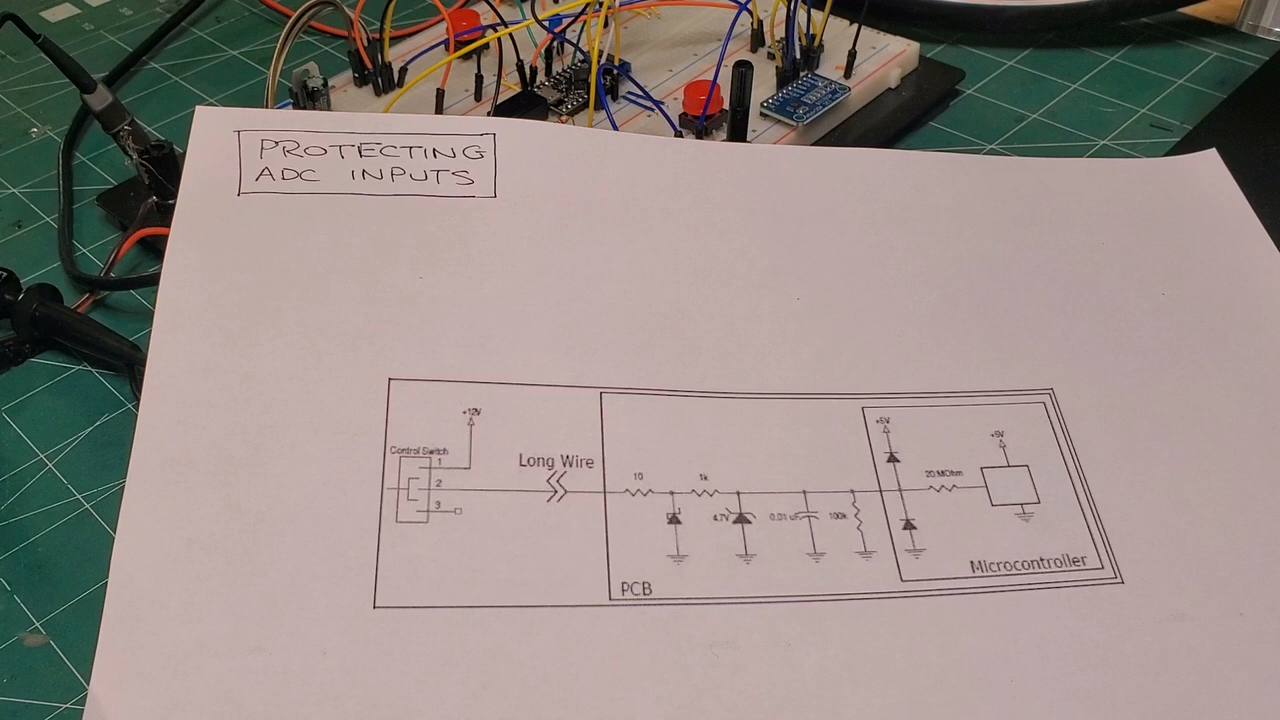 PROTECTING
ADC INPUTS
+12V
Control Switch
1
2
3
Long Wire
10
1k
4.7V
0.01 uF
100k
PCB
+5V
20 MOhm
+5V
Microcontroller